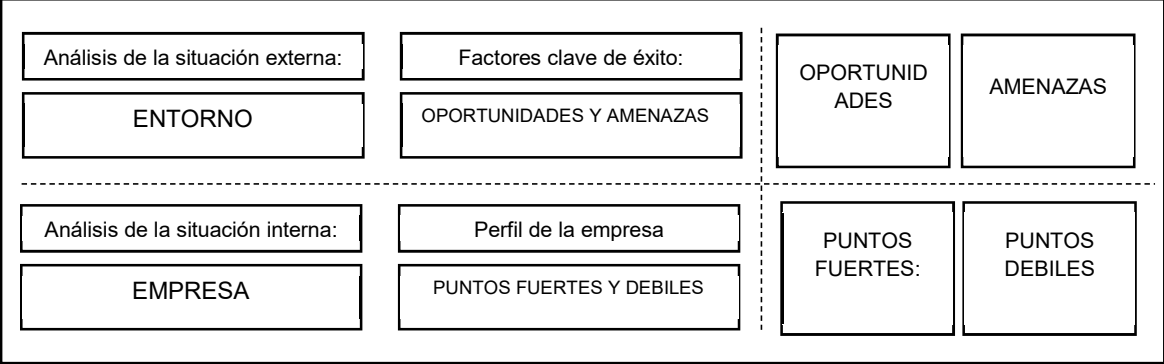 Análisis de la situación externa:
ENTORNO
Factores clave de éxito:
OPORTUNIDADES Y AMENAZAS
OPORTUNID
ADES
AMENAZAS
Análisis de la situación interna:
EMPRESA
Perfil de la empresa
PUNTOS FUERTES Y DEBILES
PUNTOS
FUERTES:
PUNTOS
DEBILES